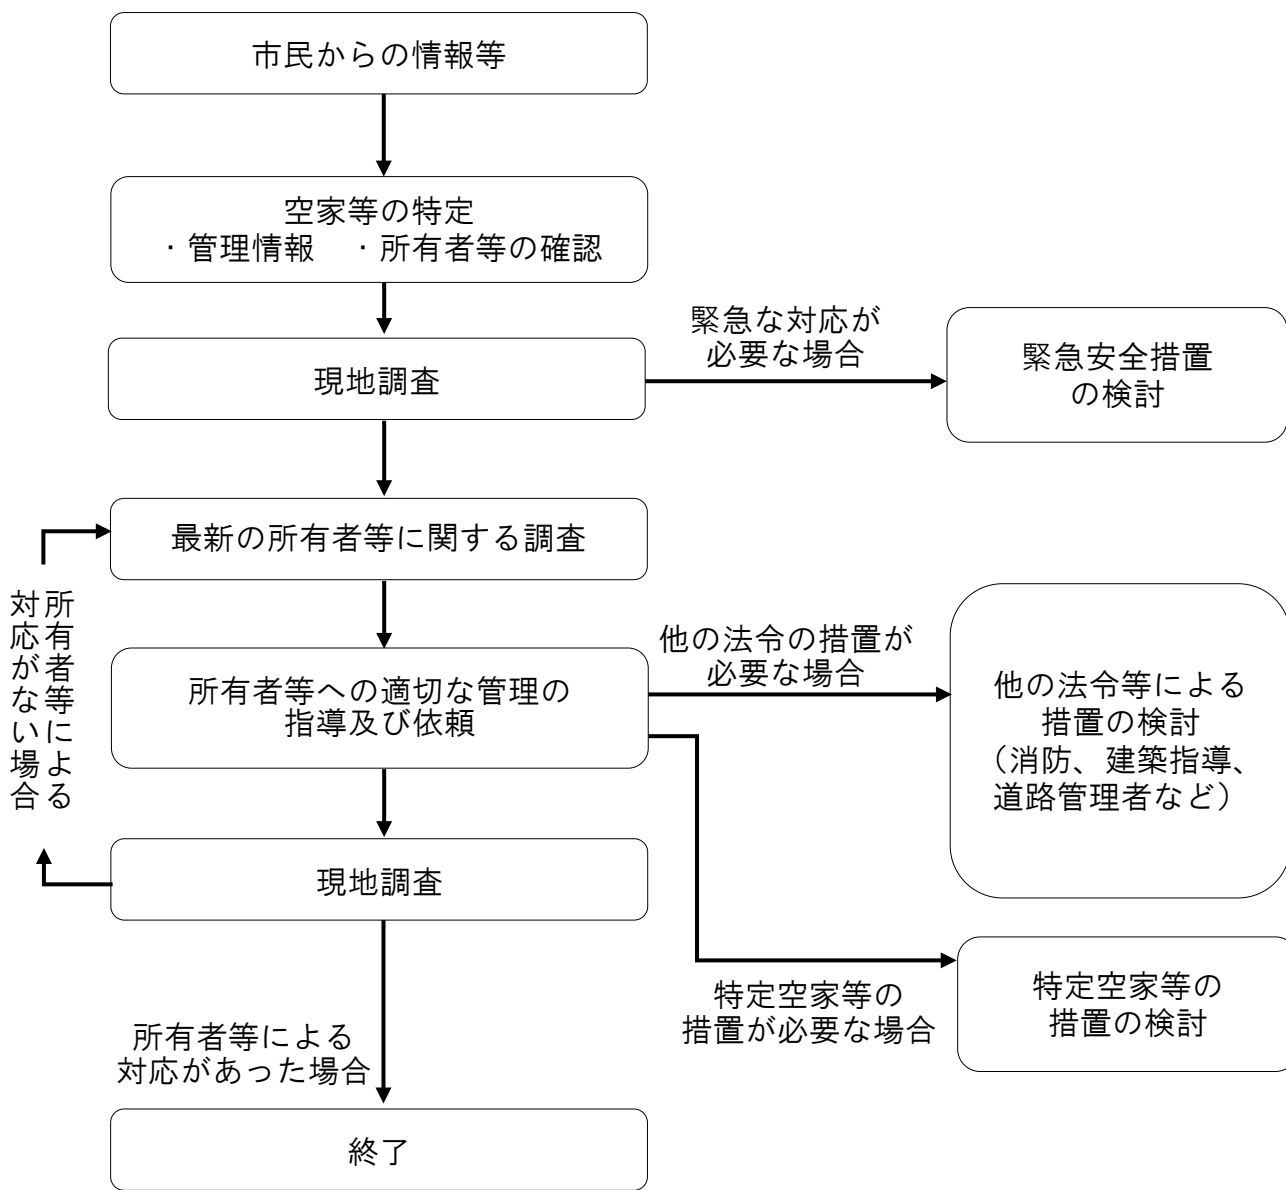 市民からの情報等
空家等の特定
・管理情報　・所有者等の確認
緊急な対応が
必要な場合
現地調査
緊急安全措置
の検討
最新の所有者等に関する調査
所有者等による
対応がない場合
他の法令の措置が
必要な場合
所有者等への適切な管理の
指導及び依頼
他の法令等による
措置の検討
（消防、建築指導、
道路管理者など）
現地調査
特定空家等の
措置が必要な場合
特定空家等の
措置の検討
所有者等による
対応があった場合
終了